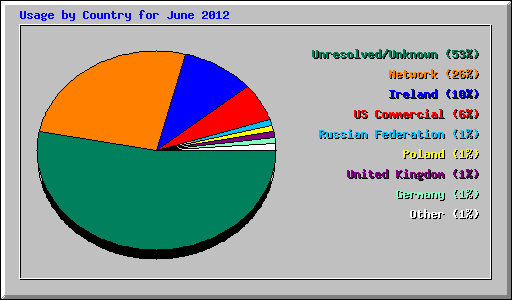 Usage by Country for June 2012
Unresolved/Unknown (53%)
Network (26%)
Ireland (10%)
US Commercial (6%)
Russian Federation (1%)
Poland (1%)
United Kingdom (1%)
Germany (1%)
Other (1%)